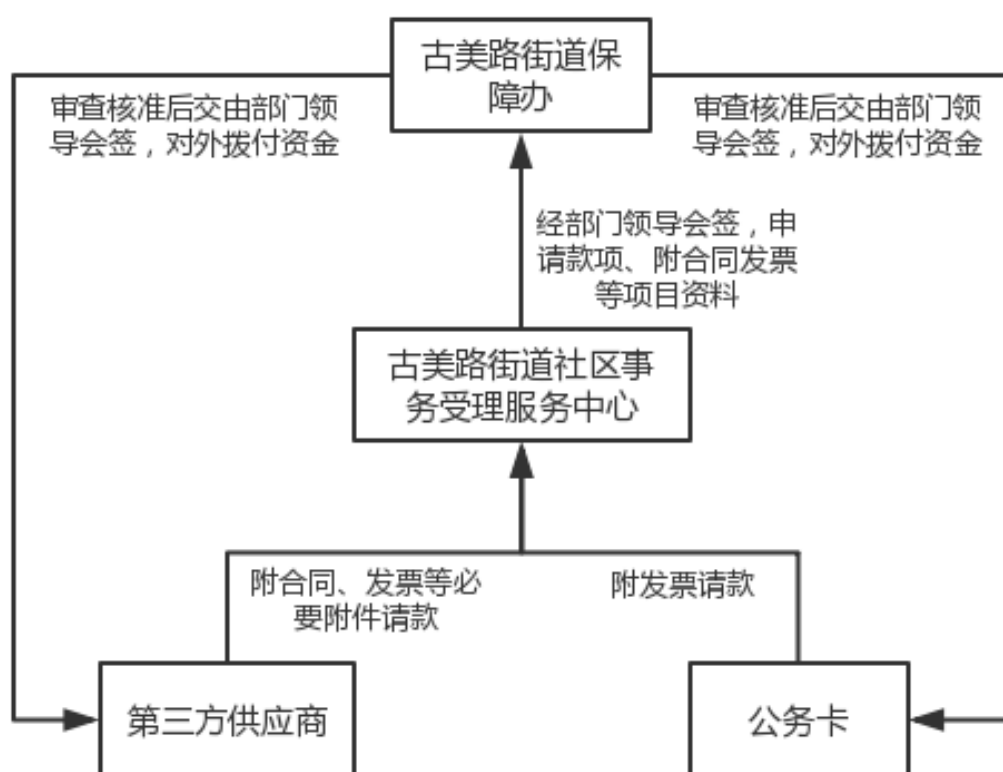 古美路街道保
障办
审查核准后交由部门领
导会签，对外拨付资金
审查核准后交由部门领
导会签，对外拨付资金
经部门领导会签，申
请款项、附合同发票
等项目资料
古美路街道社区事
务受理服务中心
附合同、发票等必
要附件请款
附发票请款
第三方供应商
公务卡